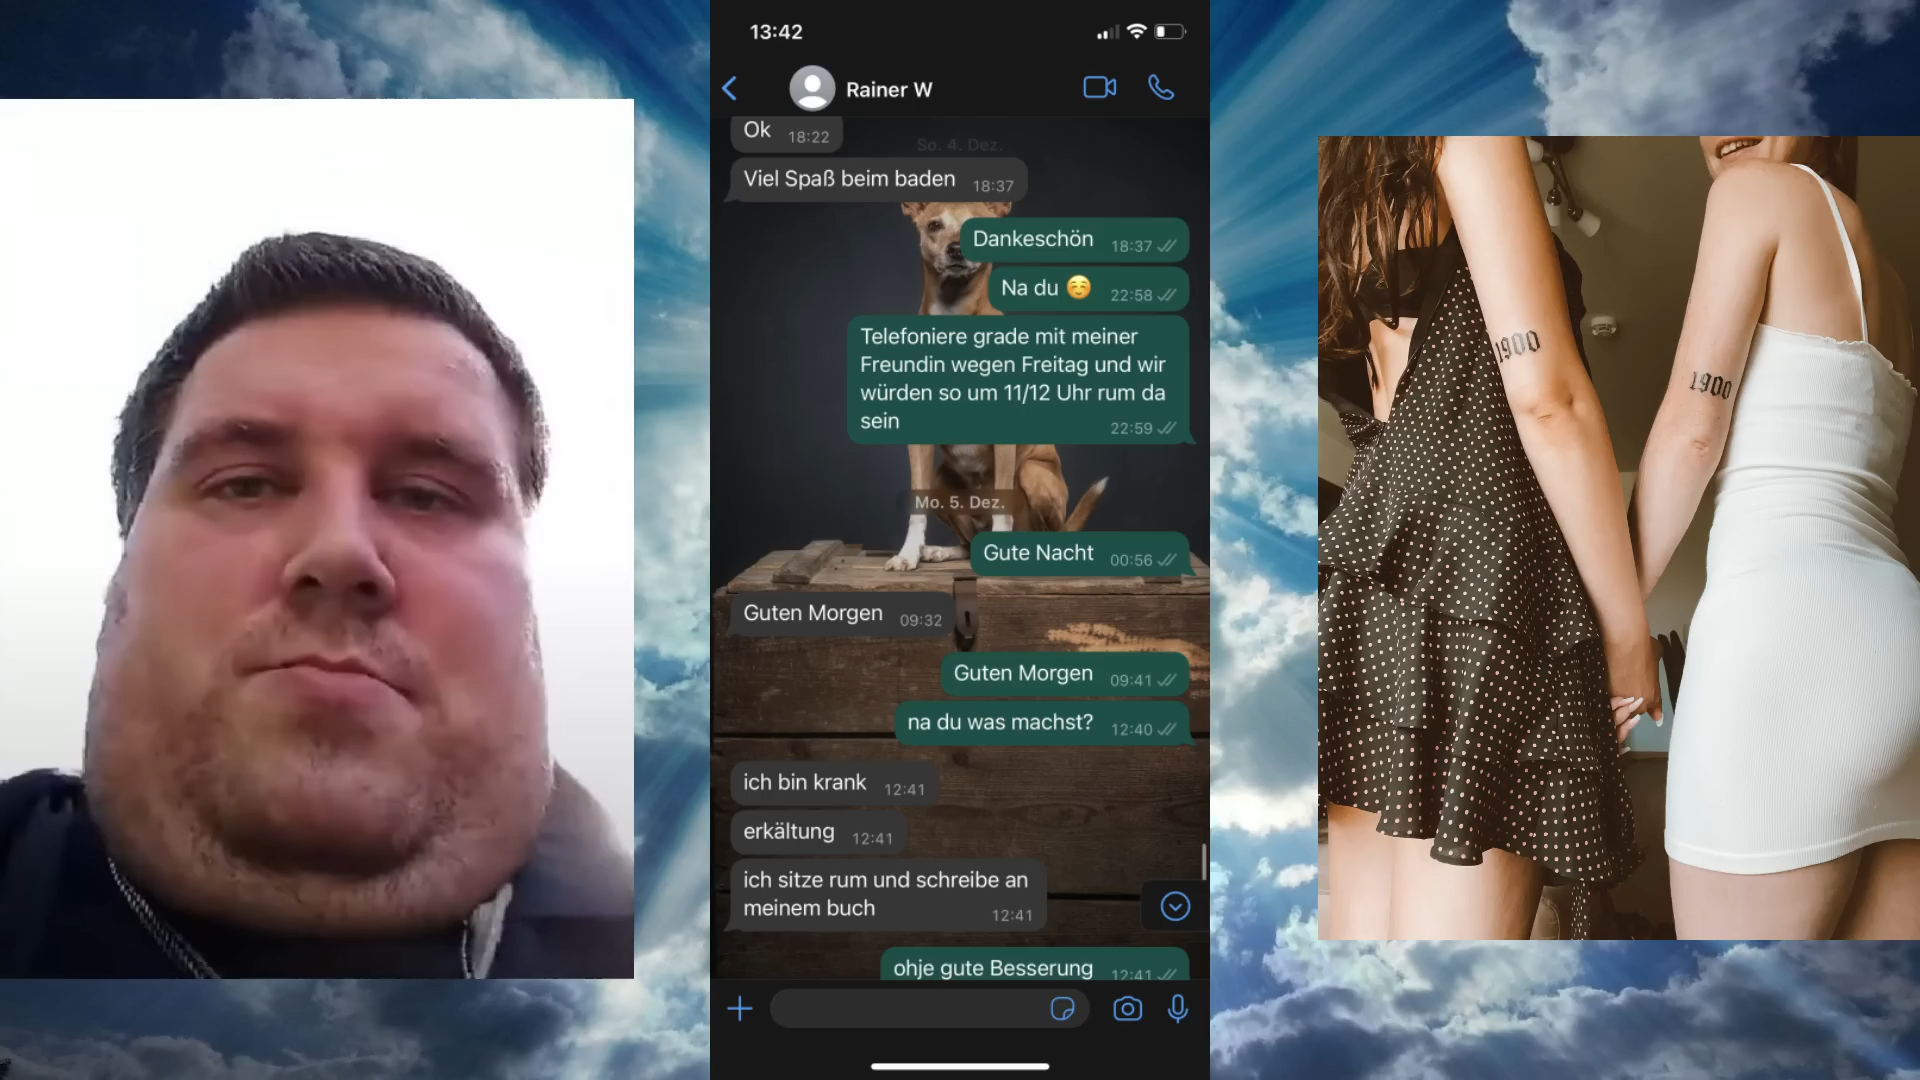 13:42
Rainer W
Ok 18:22
So. 4. Dez.
Viel Spaß beim baden 18:37
Dankeschön 18:37
Na du ☺️ 22:58
Telefoniere grade mit meiner
Freundin wegen Freitag und wir
würden so um 11/12 Uhr rum da
sein 22:59
Mo. 5. Dez.
Gute Nacht 00:56
Guten Morgen 09:32
Guten Morgen 09:41
na du was machst? 12:40
ich bin krank 12:41
erkältung 12:41
ich sitze rum und schreibe an
meinem buch 12:41
ohje gute Besserung 12:41
1900
1900